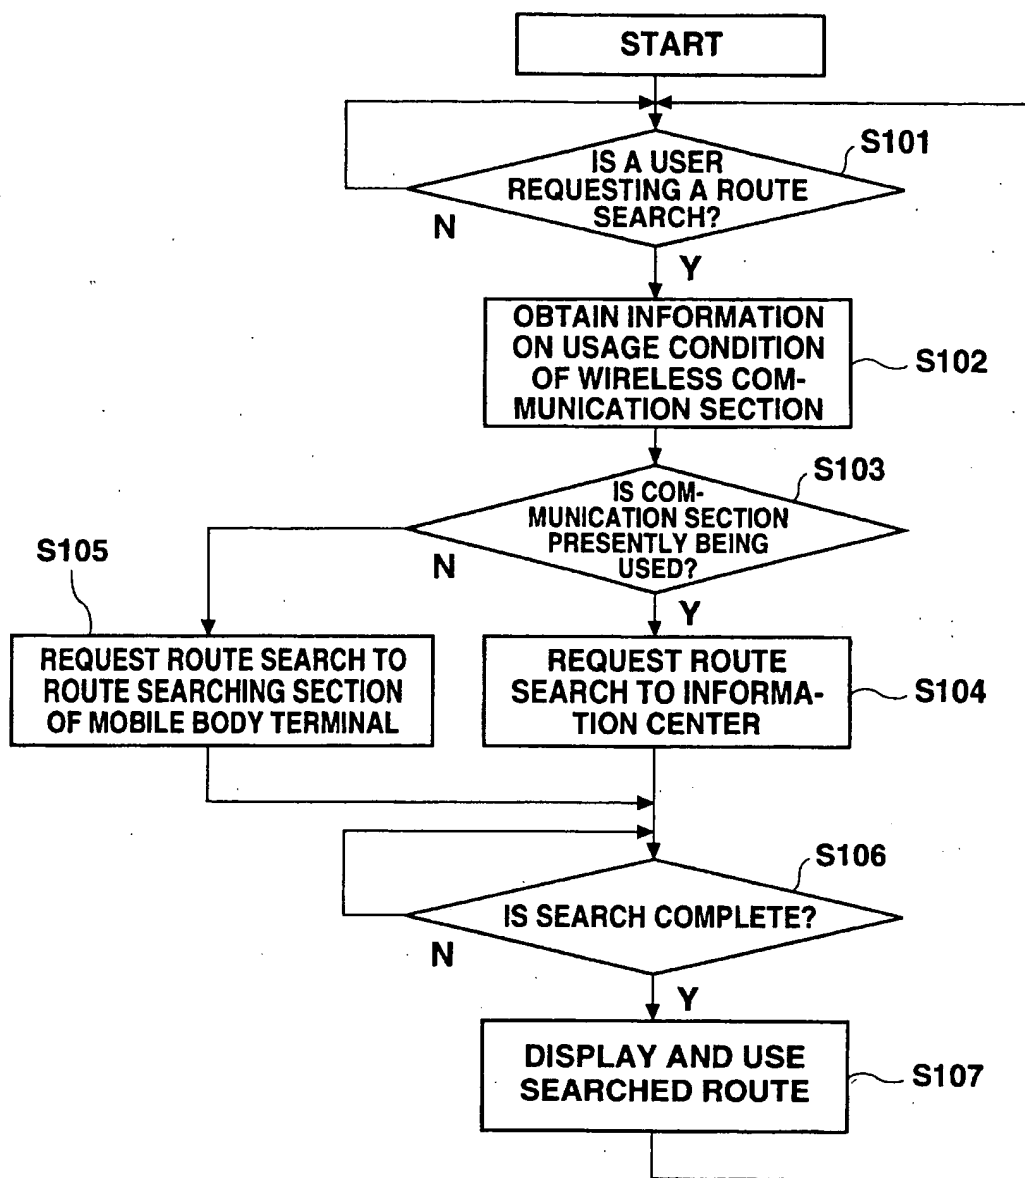 START
S101
IS A USER
REQUESTING A ROUTE
SEARCH?
N
Y
OBTAIN INFORMATION
ON USAGE CONDITION
OF WIRELESS COM-
MUNICATION SECTION
S102
S103
IS COM-
MUNICATION SECTION
PRESENTLY BEING
USED?
N
Y
S105
REQUEST ROUTE SEARCH TO
ROUTE SEARCHING SECTION
OF MOBILE BODY TERMINAL
REQUEST ROUTE
SEARCH TO INFORMA-
TION CENTER
S104
S106
IS SEARCH COMPLETE?
N
Y
DISPLAY AND USE
SEARCHED ROUTE
S107